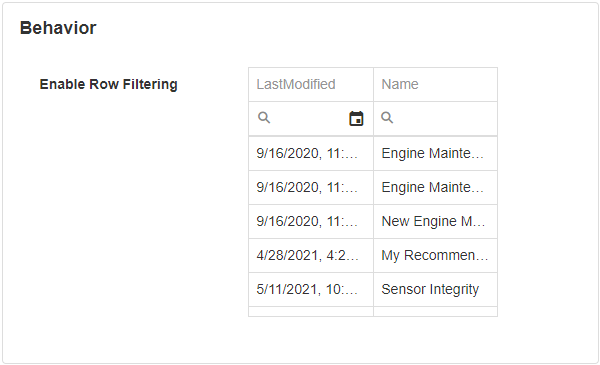 Behavior
Enable Row Filtering
LastModified Name
9/16/2020, 11:... Engine Mainte...
9/16/2020, 11:... Engine Mainte...
9/16/2020, 11:... New Engine M...
4/28/2021, 4:2... My Recommen...
5/11/2021, 10:... Sensor Integrity